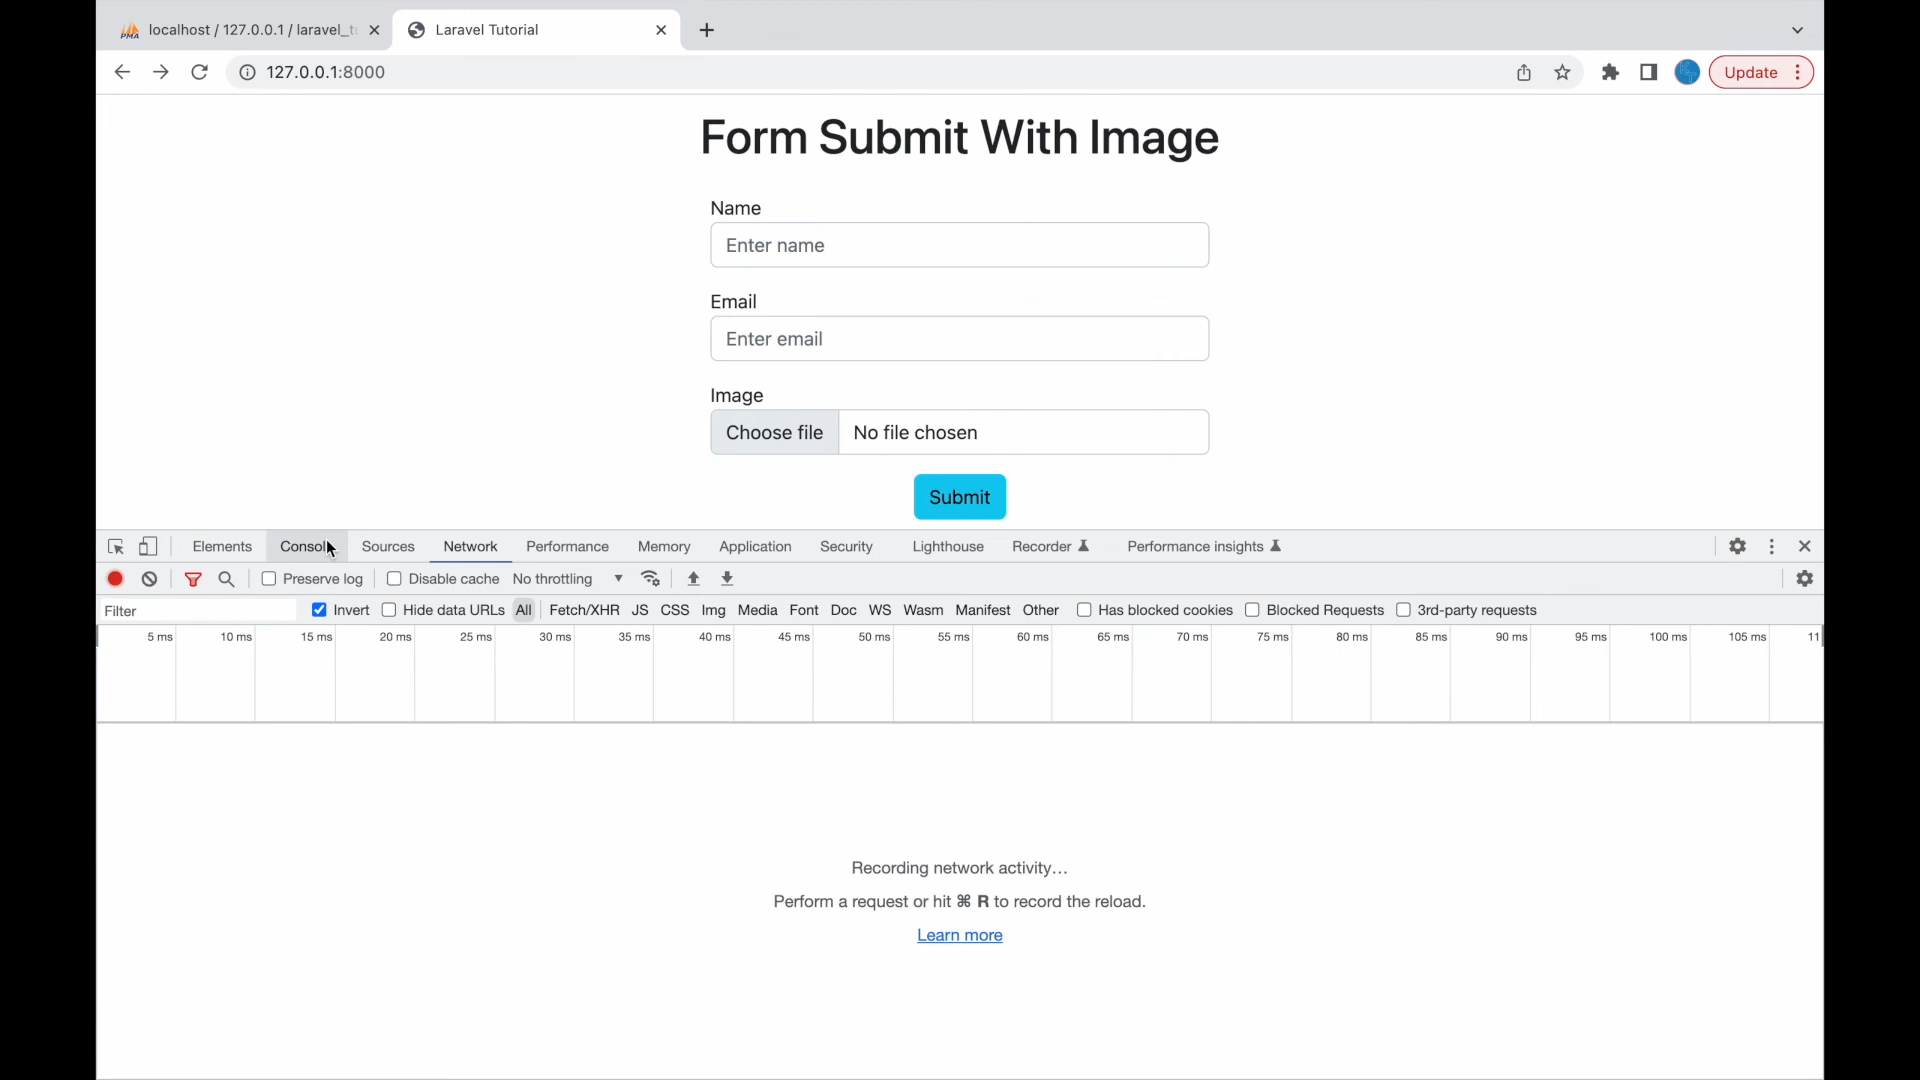 localhost / 127.0.0.1 / laravel_tu
Laravel Tutorial
127.0.0.1:8000
Update
Form Submit With Image
Name
Enter name
Email
Enter email
Image
Choose file No file chosen
Submit
Elements Console Sources Network Performance Memory Application Security Lighthouse Recorder Performance insights
Preserve log Disable cache No throttling
Filter Invert Hide data URLs All Fetch/XHR JS CSS Img Media Font Doc WS Wasm Manifest Other Has blocked cookies Blocked Requests 3rd-party requests
5 ms 10 ms 15 ms 20 ms 25 ms 30 ms 35 ms 40 ms 45 ms 50 ms 55 ms 60 ms 65 ms 70 ms 75 ms 80 ms 85 ms 90 ms 95 ms 100 ms 105 ms 11
Recording network activity…
Perform a request or hit ⌘ R to record the reload.
Learn more